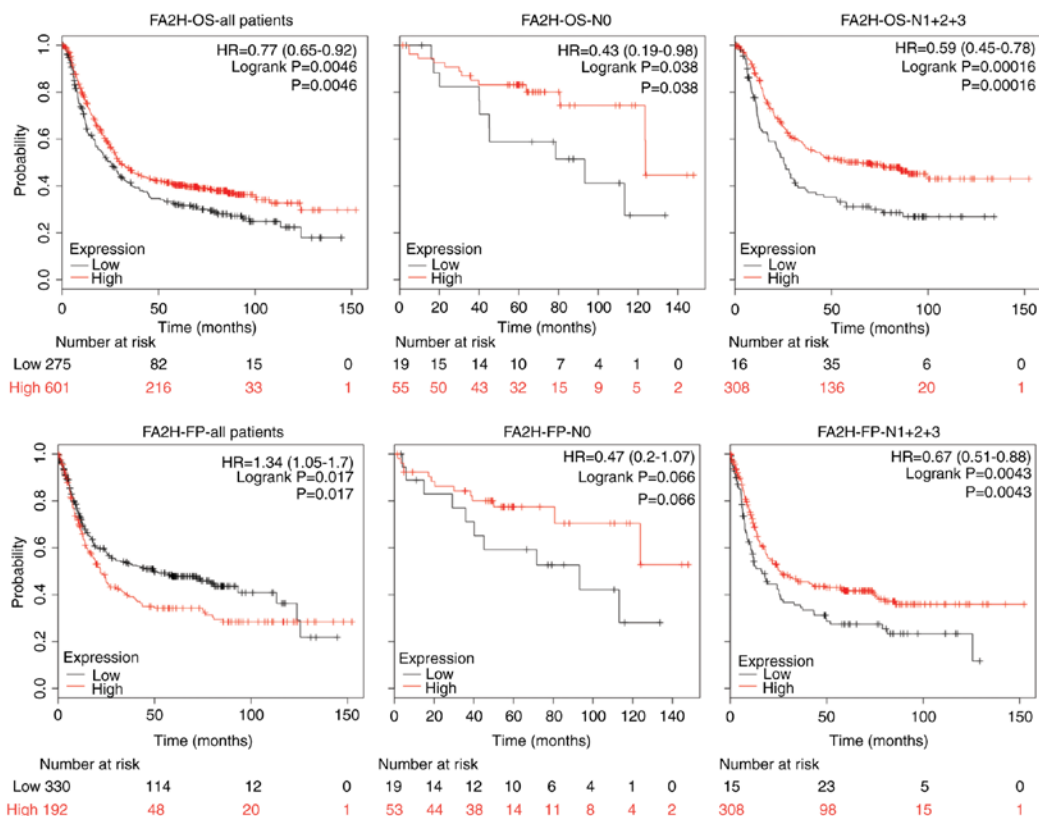 FA2H-OS-all patients
HR=0.77 (0.65-0.92)
Logrank P=0.0046
P=0.0046
Probability
1.0
0.8
0.6
0.4
0.2
0.0
Expression
Low
High
0 50 100 150
Time (months)
Number at risk
Low 275 82 15 0
High 601 216 33 1
FA2H-OS-N0
HR=0.43 (0.19-0.98)
Logrank P=0.038
P=0.038
Expression
Low
High
0 20 40 60 80 100 120 140
Time (months)
Number at risk
19 15 14 10 7 4 1 0
55 50 43 32 15 9 5 2
FA2H-OS-N1+2+3
HR=0.59 (0.45-0.78)
Logrank P=0.00016
P=0.00016
Expression
Low
High
0 50 100 150
Time (months)
Number at risk
16 35 6 0
308 136 20 1
FA2H-FP-all patients
HR=1.34 (1.05-1.7)
Logrank P=0.017
P=0.017
Probability
1.0
0.8
0.6
0.4
0.2
0.0
Expression
Low
High
0 50 100 150
Time (months)
Number at risk
Low 330 114 12 0
High 192 48 20 1
FA2H-FP-N0
HR=0.47 (0.2-1.07)
Logrank P=0.066
P=0.066
Expression
Low
High
0 20 40 60 80 100 120 140
Time (months)
Number at risk
19 14 12 10 6 4 1 0
53 44 38 14 11 8 4 2
FA2H-FP-N1+2+3
HR=0.67 (0.51-0.88)
Logrank P=0.0043
P=0.0043
Expression
Low
High
0 50 100 150
Time (months)
Number at risk
15 23 5 0
308 98 15 1